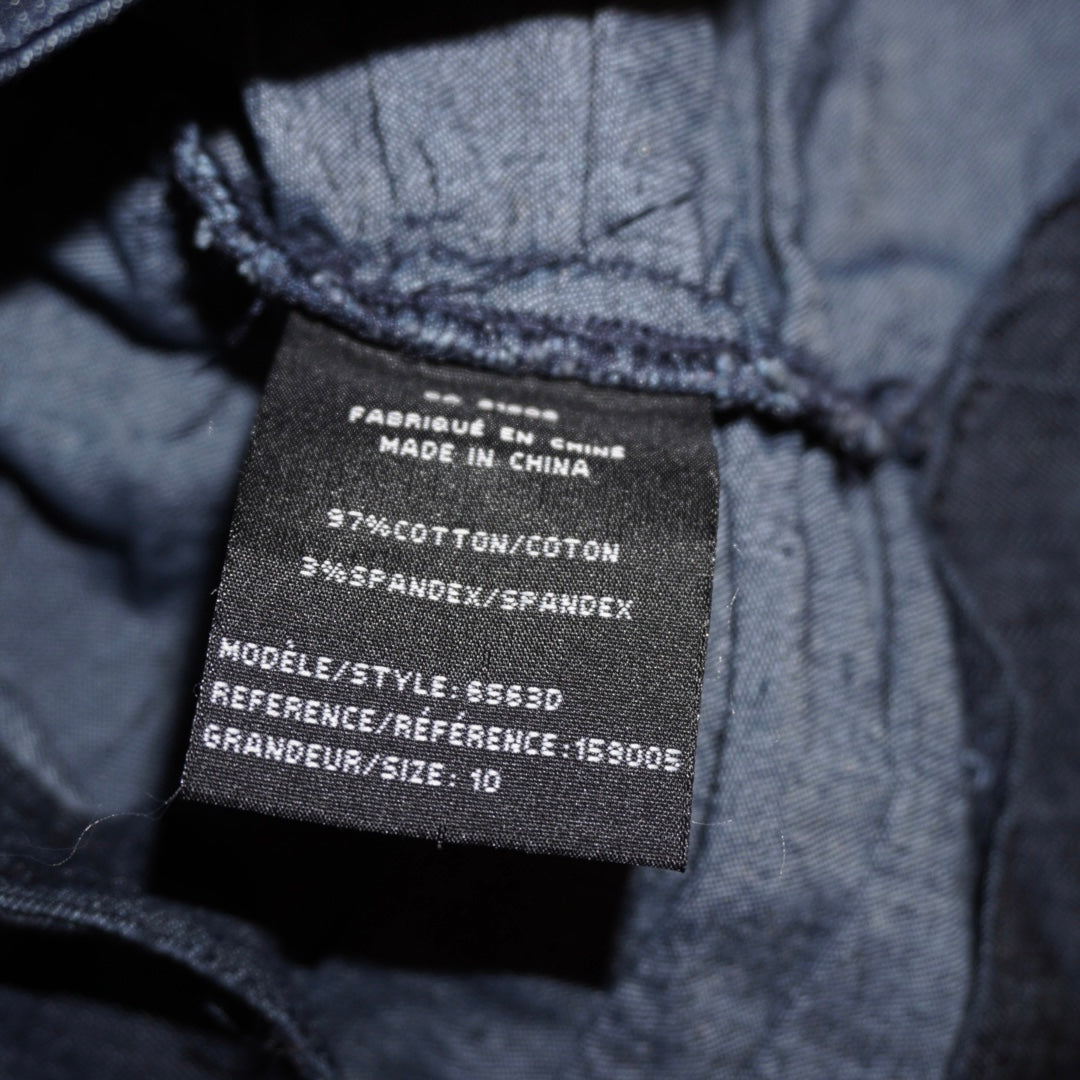 FABRIQUÉ EN CHINE
MADE IN CHINA
97%COTTON/COTON
3%SPANDEX/SPANDEX
MODÈLE/STYLE:6563D
REFERENCE/RÉFÉRENCE:159005
GRANDEUR/SIZE: 10